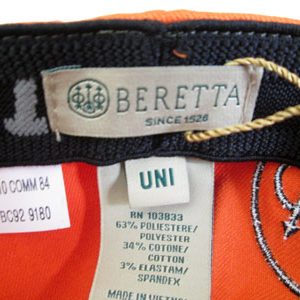 BERETTA
SINCE 1526
UNI
10 COMM 84
BC92 9180
RN 103833
63% POLIESTERE/
POLYESTER
34% COTONE/
COTTON
3% ELASTAM/
SPANDEX
MADE IN VIETNAM